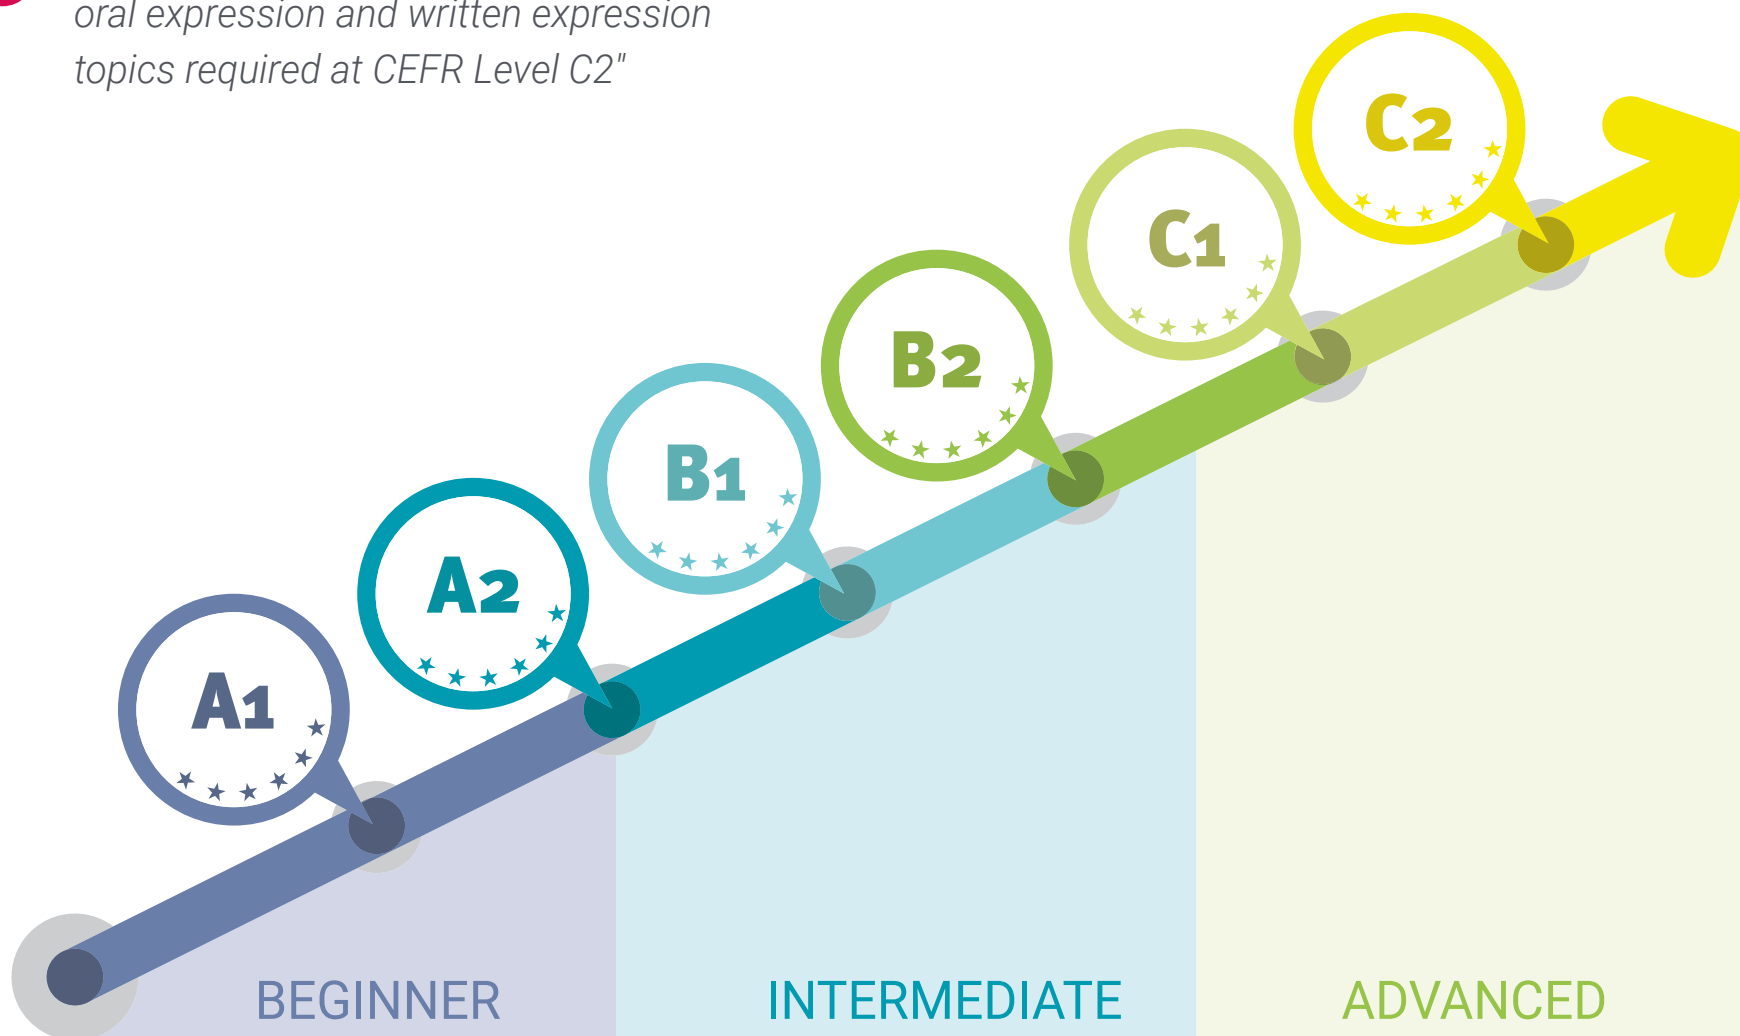 oral expression and written expression
topics required at CEFR Level C2"
C2
C1
B2
B1
A2
A1
BEGINNER
INTERMEDIATE
ADVANCED